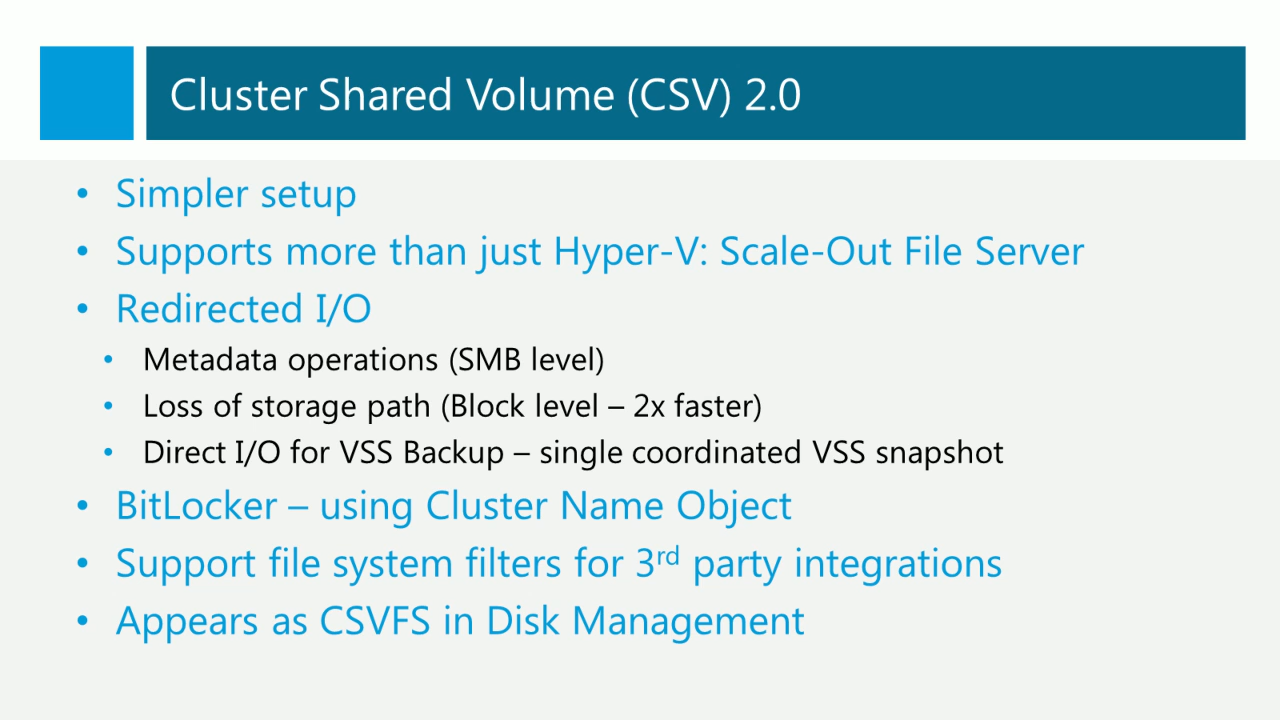 Cluster Shared Volume (CSV) 2.0
• Simpler setup
• Supports more than just Hyper-V: Scale-Out File Server
• Redirected I/O
• Metadata operations (SMB level)
• Loss of storage path (Block level – 2x faster)
• Direct I/O for VSS Backup – single coordinated VSS snapshot
• BitLocker – using Cluster Name Object
• Support file system filters for 3rd party integrations
• Appears as CSVFS in Disk Management